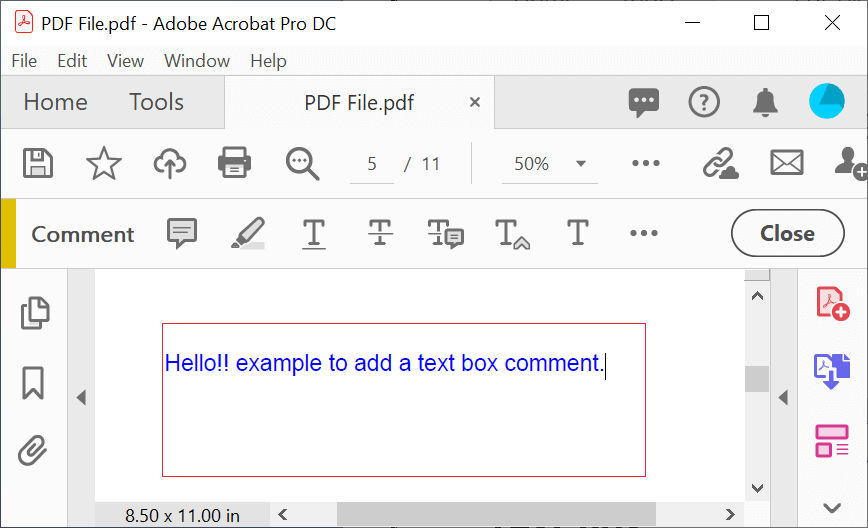 PDF File.pdf - Adobe Acrobat Pro DC
File Edit View Window Help
Home Tools PDF File.pdf ×
5 / 11 50%
Comment Close
Hello!! example to add a text box comment.
8.50 x 11.00 in